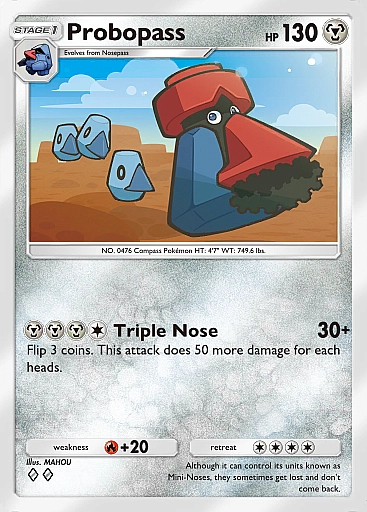 STAGE 1
Probopass
HP 130
Evolves from Nosepass
NO. 0476 Compass Pokémon HT: 4'7" WT: 749.6 lbs.
Triple Nose 30+
Flip 3 coins. This attack does 50 more damage for each
heads.
weakness +20 retreat
Illus. MAHOU
Although it can control its units known as
Mini-Noses, they sometimes get lost and don't
come back.